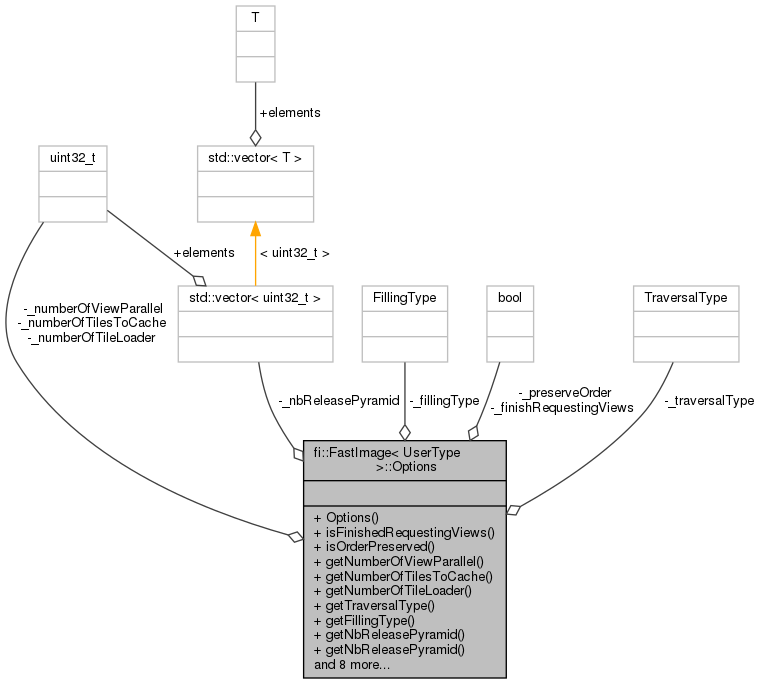 T
+elements
uint32_t
std::vector< T >
+elements
< uint32_t >
-_numberOfViewParallel
-_numberOfTilesToCache
-_numberOfTileLoader
std::vector< uint32_t >
FillingType
bool
TraversalType
-_nbReleasePyramid
-_fillingType
-_preserveOrder
-_finishRequestingViews
-_traversalType
fi::FastImage< UserType
>::Options
+ Options()
+ isFinishedRequestingViews()
+ isOrderPreserved()
+ getNumberOfViewParallel()
+ getNumberOfTilesToCache()
+ getNumberOfTileLoader()
+ getTraversalType()
+ getFillingType()
+ getNbReleasePyramid()
+ getNbReleasePyramid()
and 8 more...